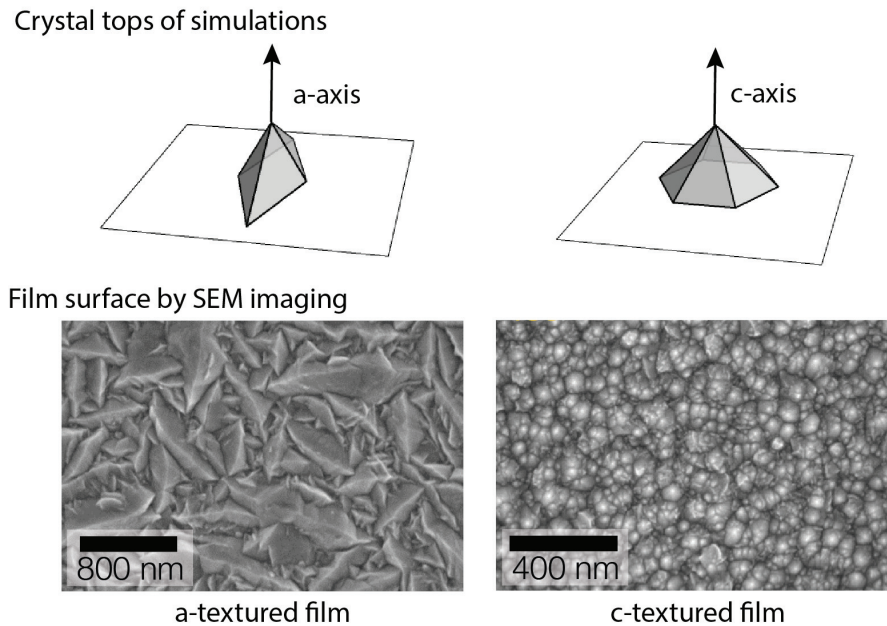 Crystal tops of simulations
a-axis
c-axis
Film surface by SEM imaging
800 nm
400 nm
a-textured film
c-textured film